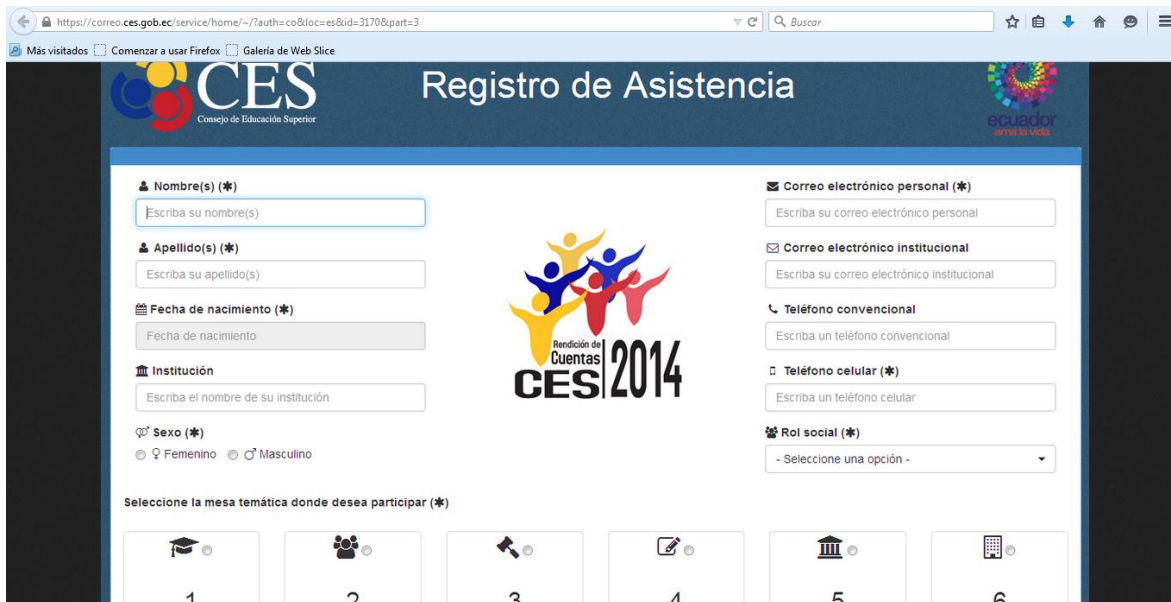 https://correo.ces.gob.ec/service/home/~/?auth=co&loc=es&id=3170&part=3
Buscar
Más visitados Comenzar a usar Firefox Galería de Web Slice
CES
Consejo de Educación Superior
Registro de Asistencia
ecuador
ama la vida
Nombre(s) (✱)
Escriba su nombre(s)
Apellido(s) (✱)
Escriba su apellido(s)
Fecha de nacimiento (✱)
Fecha de nacimiento
Institución
Escriba el nombre de su institución
Sexo (✱)
Femenino Masculino
Rendición de
Cuentas
CES 2014
Correo electrónico personal (✱)
Escriba su correo electrónico personal
Correo electrónico institucional
Escriba su correo electrónico institucional
Teléfono convencional
Escriba un teléfono convencional
Teléfono celular (✱)
Escriba un teléfono celular
Rol social (✱)
- Seleccione una opción -
Seleccione la mesa temática donde desea participar (✱)
1 2 3 4 5 6